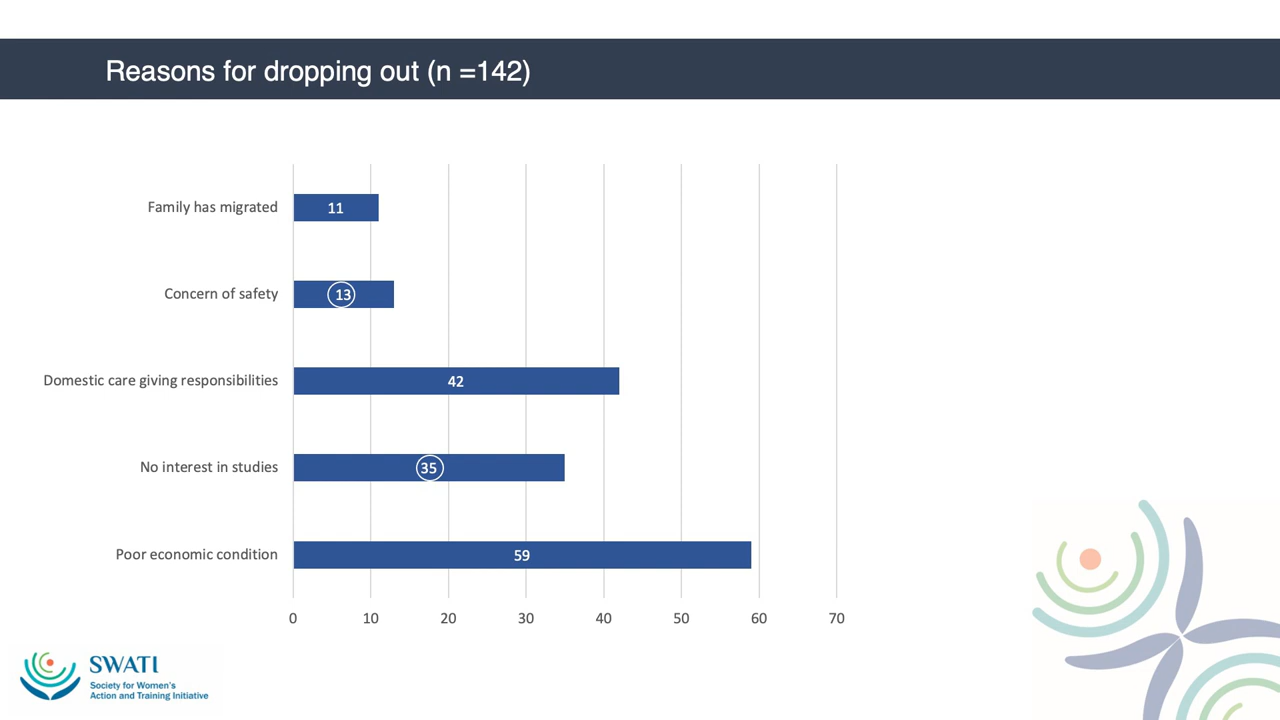 Reasons for dropping out (n =142)
Family has migrated
11
Concern of safety
13
Domestic care giving responsibilities
42
No interest in studies
35
Poor economic condition
59
0 10 20 30 40 50 60 70
SWATI
Society for Women's
Action and Training Initiative